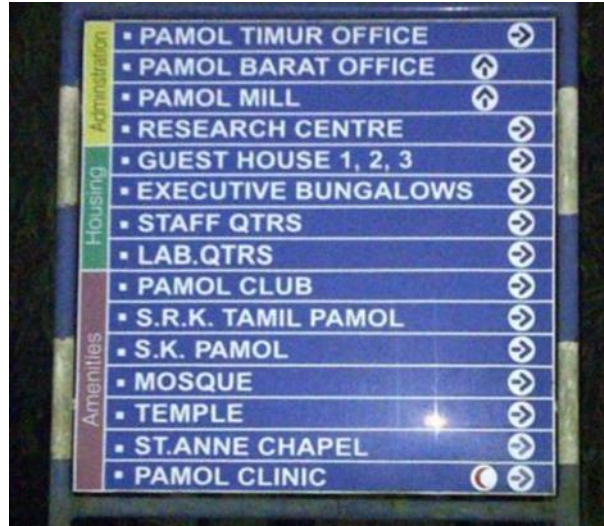 Adminstration
PAMOL TIMUR OFFICE
PAMOL BARAT OFFICE
PAMOL MILL
RESEARCH CENTRE
Housing
GUEST HOUSE 1, 2, 3
EXECUTIVE BUNGALOWS
STAFF QTRS
LAB.QTRS
Amenities
PAMOL CLUB
S.R.K. TAMIL PAMOL
S.K. PAMOL
MOSQUE
TEMPLE
ST.ANNE CHAPEL
PAMOL CLINIC